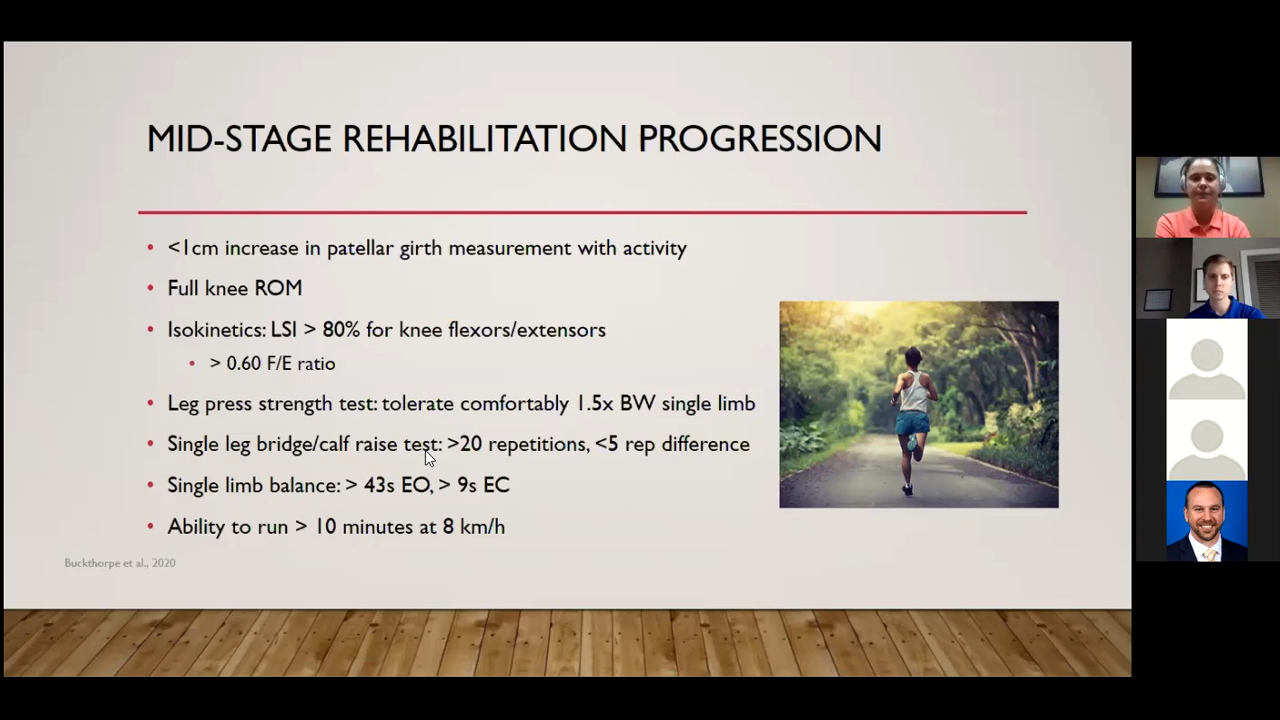 MID-STAGE REHABILITATION PROGRESSION
• <1cm increase in patellar girth measurement with activity
• Full knee ROM
• Isokinetics: LSI > 80% for knee flexors/extensors
• > 0.60 F/E ratio
• Leg press strength test: tolerate comfortably 1.5x BW single limb
• Single leg bridge/calf raise test: >20 repetitions, <5 rep difference
• Single limb balance: > 43s EO, > 9s EC
• Ability to run > 10 minutes at 8 km/h
Buckthorpe et al., 2020